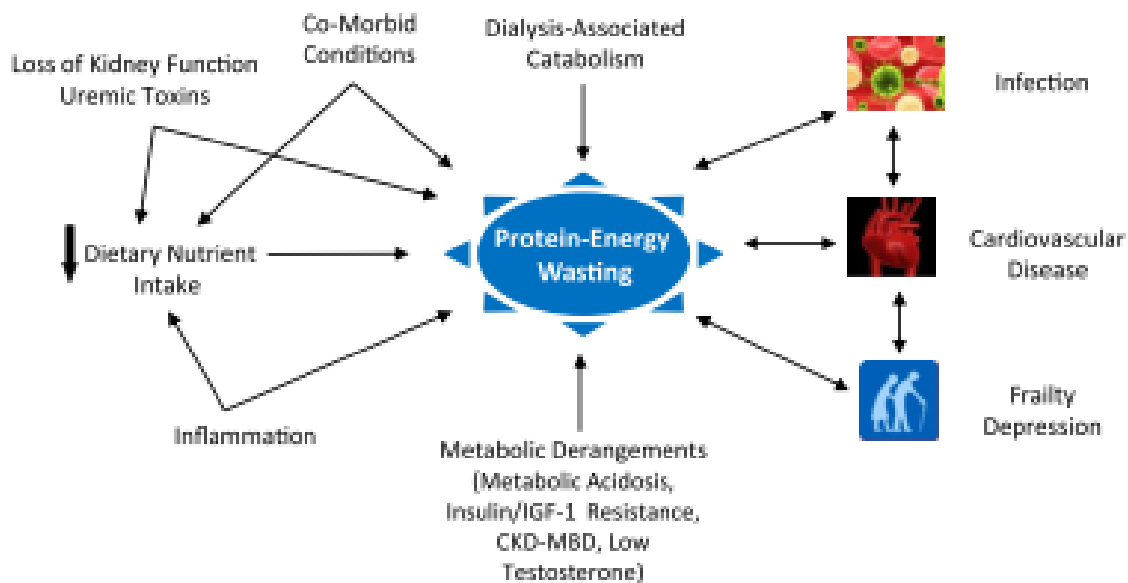 Co-Morbid
Conditions
Dialysis-Associated
Catabolism
Loss of Kidney Function
Uremic Toxins
Infection
Protein-Energy
Wasting
Dietary Nutrient
Intake
Cardiovascular
Disease
Inflammation
Frailty
Depression
Metabolic Derangements
(Metabolic Acidosis,
Insulin/IGF-1 Resistance,
CKD-MBD, Low
Testosterone)